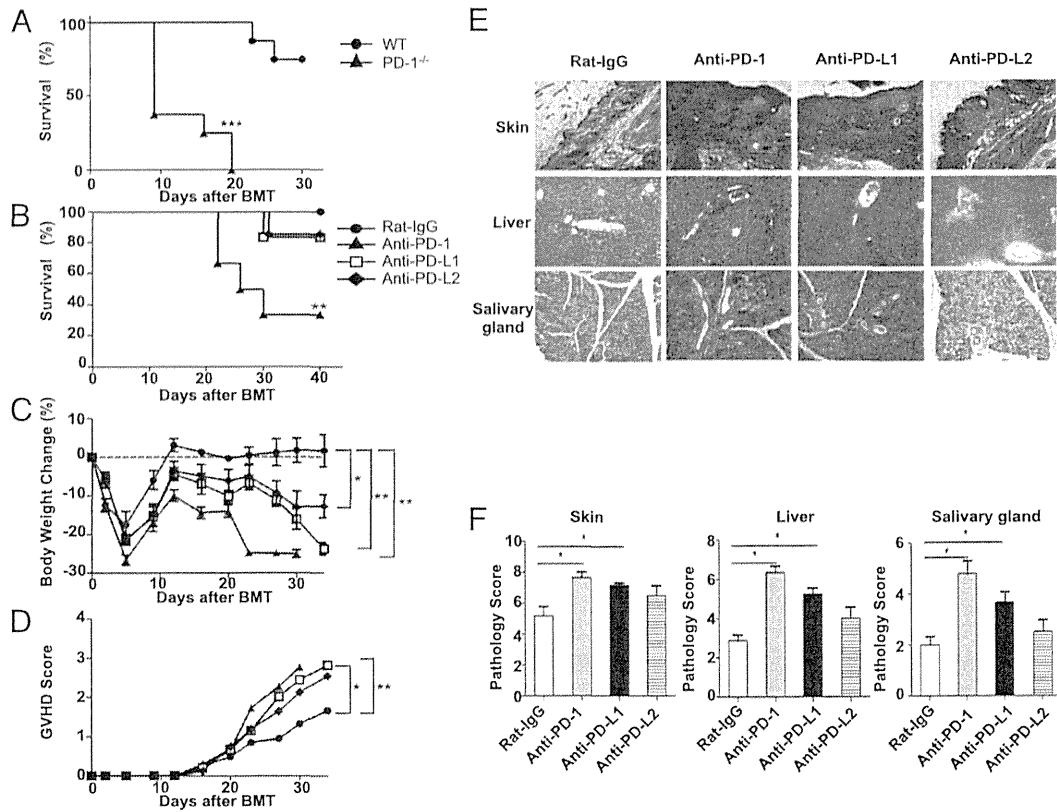 A
Survival (%)
100
50
0
0 10 20 30
Days after BMT
***
WT
PD-1-/-
B
Survival (%)
100
80
60
40
20
0
0 10 20 30 40
Days after BMT
**
Rat-IgG
Anti-PD-1
Anti-PD-L1
Anti-PD-L2
C
Body Weight Change (%)
10
0
-10
-20
-30
0 10 20 30
Days after BMT
* ** **
D
GVHD Score
4
3
2
1
0
0 10 20 30
Days after BMT
* **
E
Rat-IgG Anti-PD-1 Anti-PD-L1 Anti-PD-L2
Skin
Liver
Salivary
gland
F
Skin
Pathology Score
10
8
6
4
2
0
* *
Rat-IgG
Anti-PD-1
Anti-PD-L1
Anti-PD-L2
Liver
Pathology Score
8
6
4
2
0
* *
Rat-IgG
Anti-PD-1
Anti-PD-L1
Anti-PD-L2
Salivary gland
Pathology Score
6
4
2
0
* *
Rat-IgG
Anti-PD-1
Anti-PD-L1
Anti-PD-L2